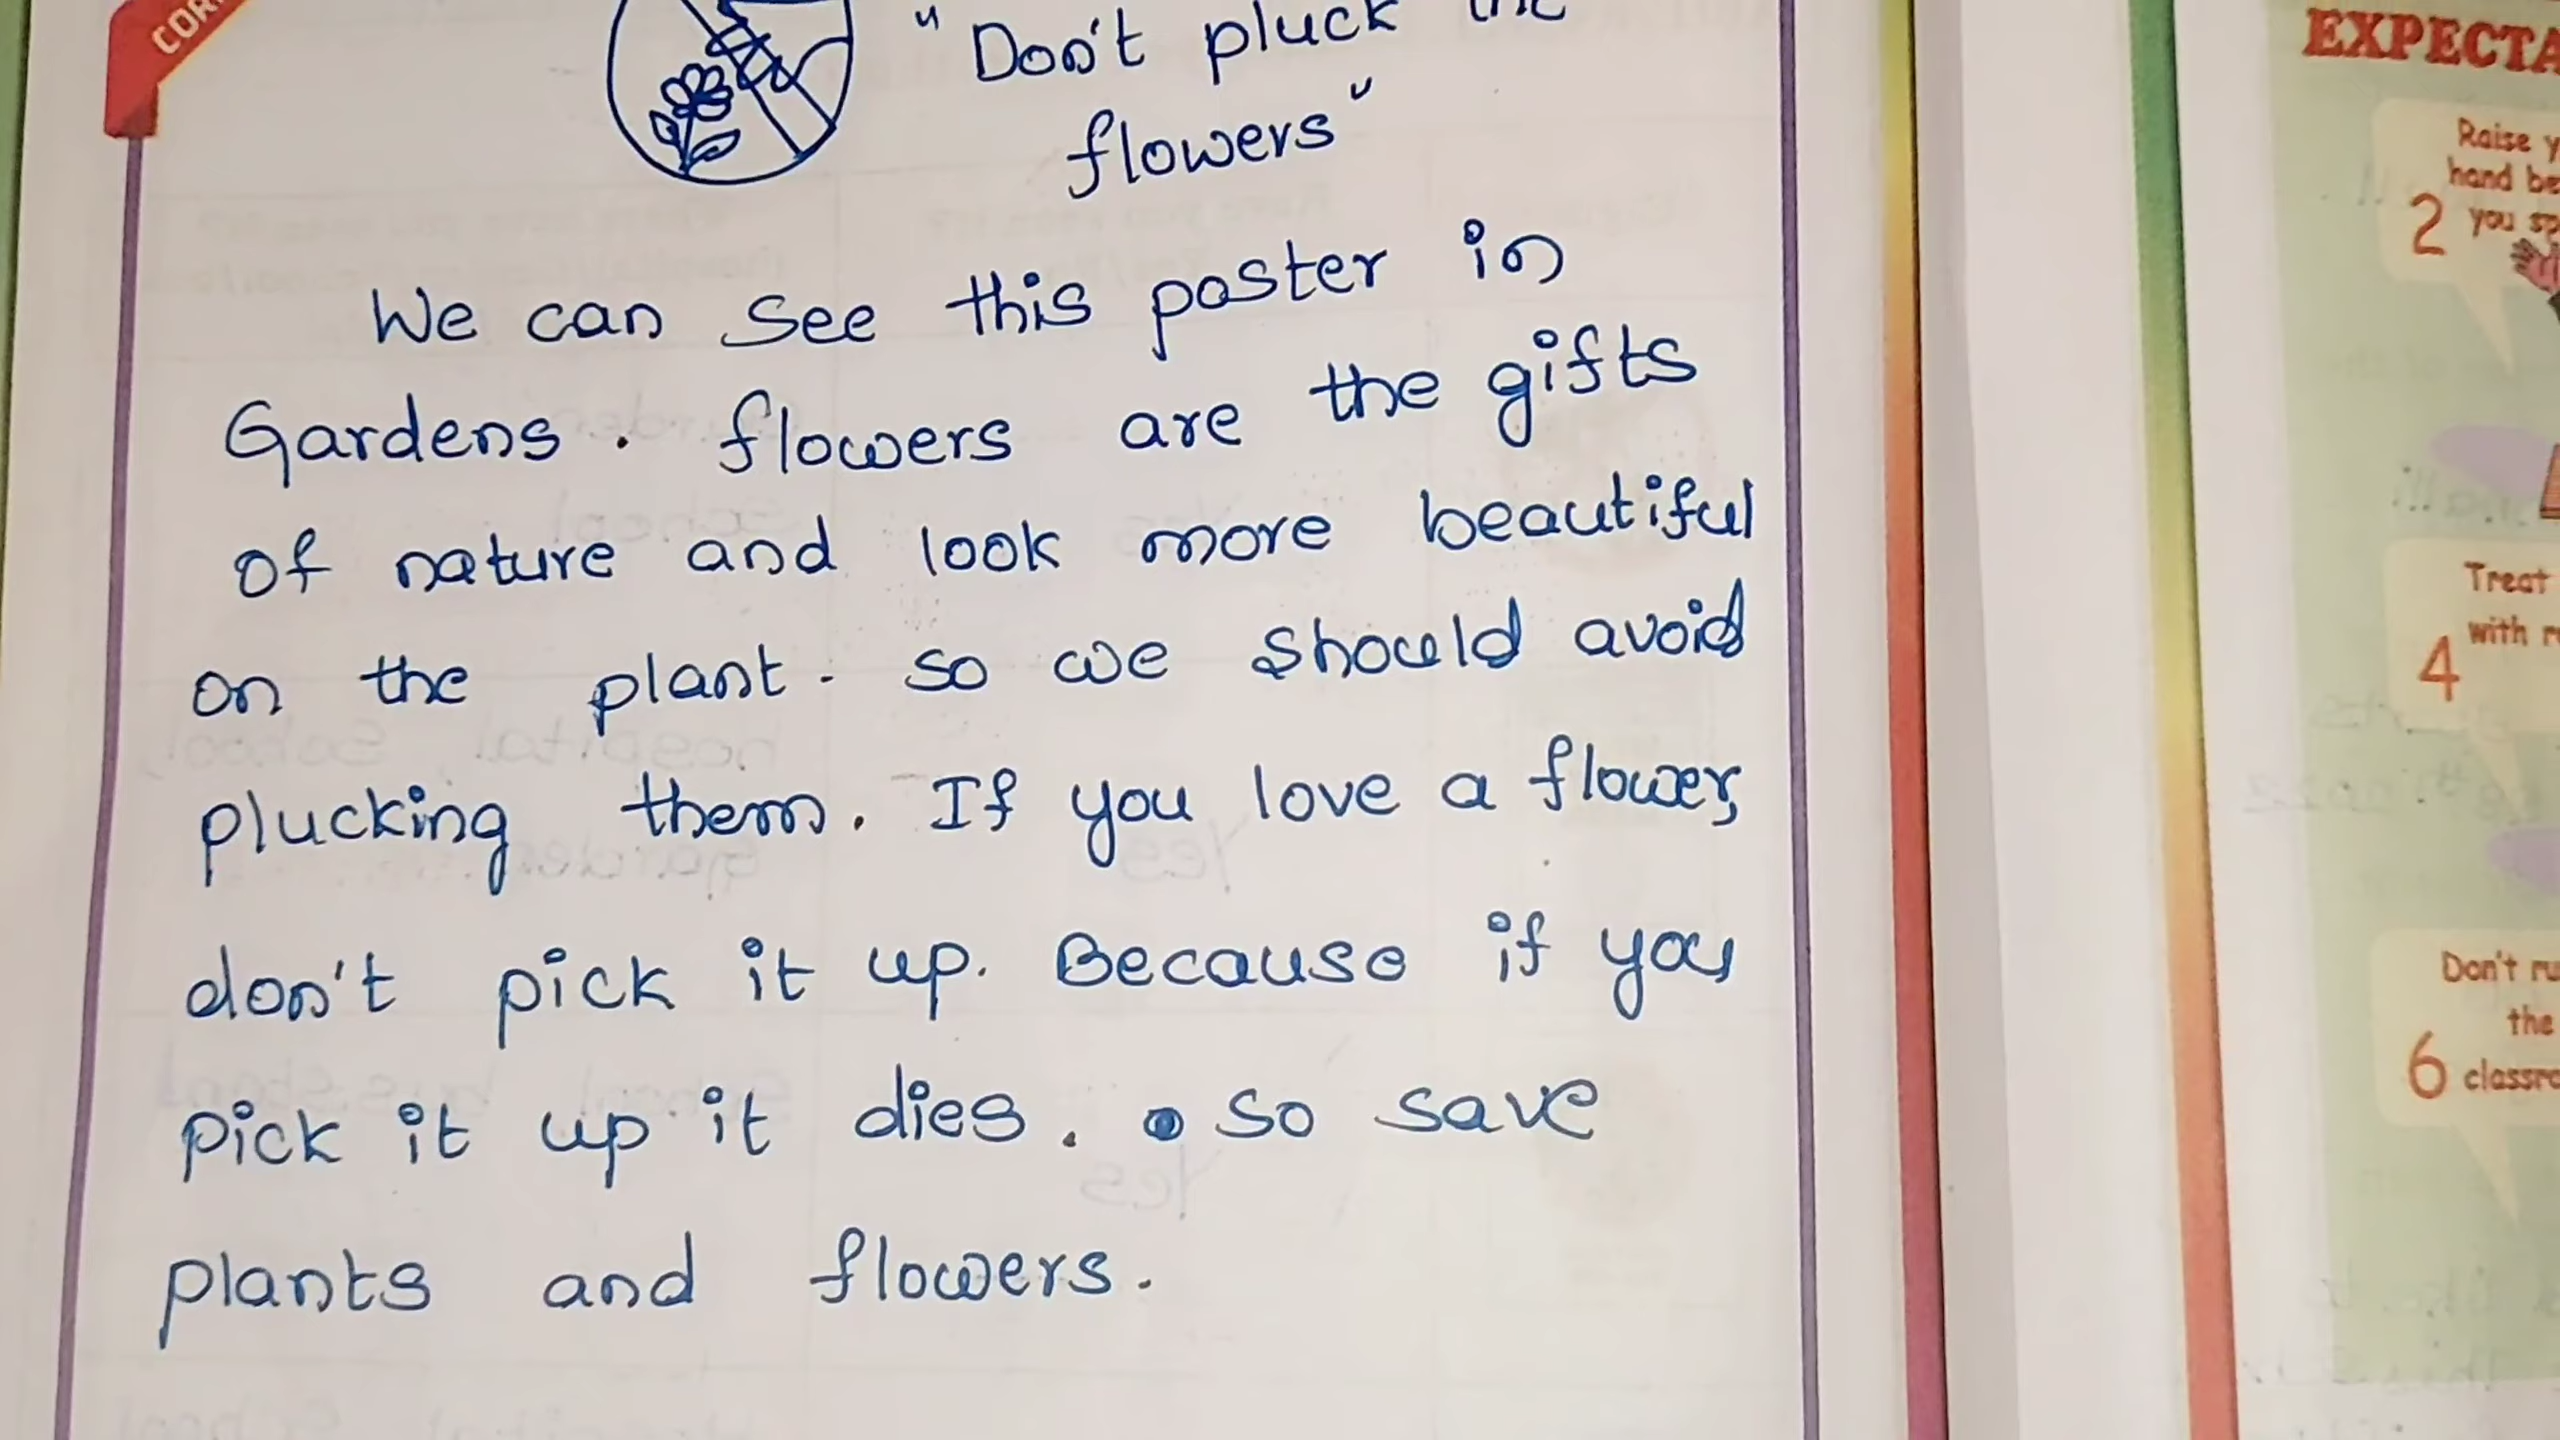 "Don't pluck the
flowers"
We can see this poster in
Gardens. flowers are the gifts
of nature and look more beautiful
on the plant. so we should avoid
plucking them. If you love a flower,
don't pick it up. Because if you
pick it up it dies. so save
plants and flowers.
EXPECTA
Raise y
hand be
2 you sp
Treat
4 with re
Don't ru
the
6 classro